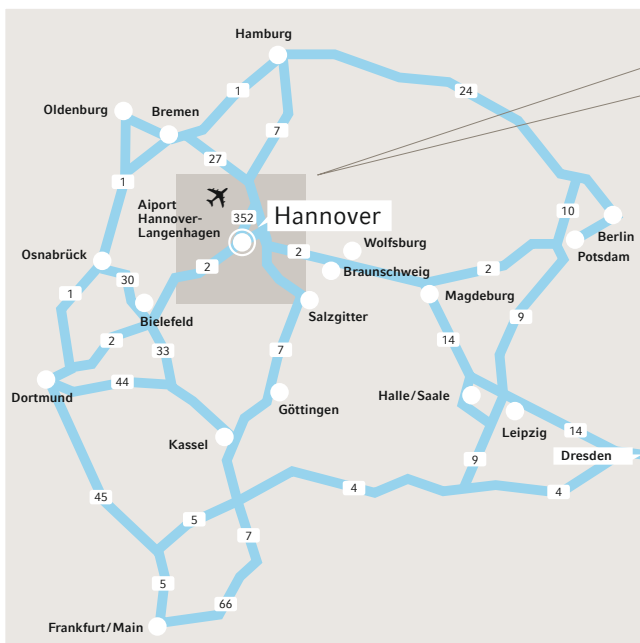 Hamburg
1
24
Oldenburg
Bremen
7
27
1
Aiport
Hannover-
Langenhagen
352
Hannover
10
Berlin
Potsdam
Wolfsburg
2
2
2
Braunschweig
Osnabrück
30
1
Bielefeld
Magdeburg
Salzgitter
9
2
33
7
14
44
Dortmund
Göttingen
Halle/Saale
Leipzig
14
Kassel
Dresden
9
45
4
4
5
7
5
66
Frankfurt/Main